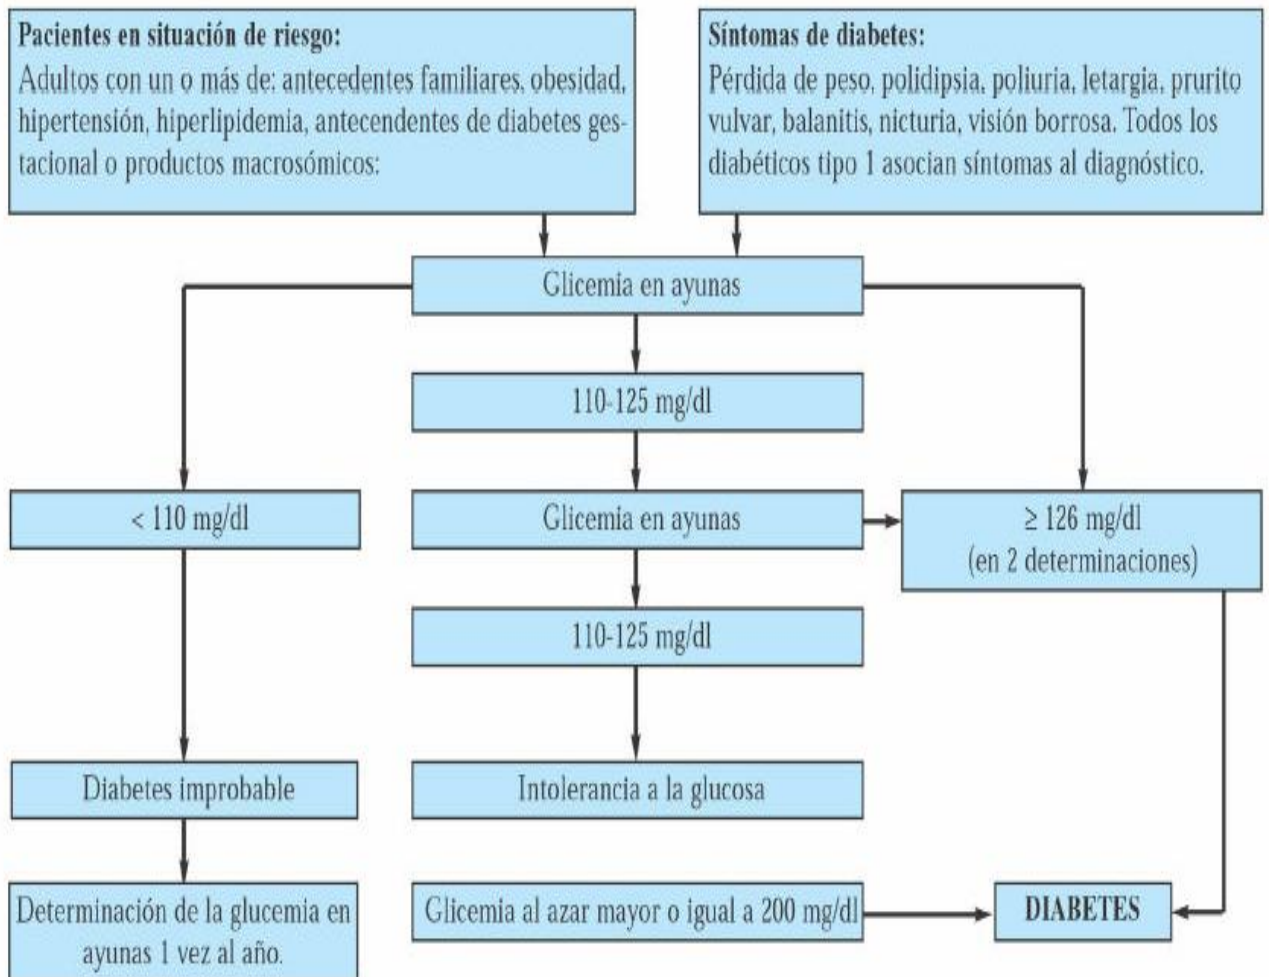 Pacientes en situación de riesgo:
Adultos con un o más de: antecedentes familiares, obesidad,
hipertensión, hiperlipidemia, antecendentes de diabetes ges-
tacional o productos macrosómicos:
Síntomas de diabetes:
Pérdida de peso, polidipsia, poliuria, letargia, prurito
vulvar, balanitis, nicturia, visión borrosa. Todos los
diabéticos tipo 1 asocian síntomas al diagnóstico.
Glicemia en ayunas
110-125 mg/dl
< 110 mg/dl
Glicemia en ayunas
≥ 126 mg/dl
(en 2 determinaciones)
110-125 mg/dl
Diabetes improbable
Intolerancia a la glucosa
Determinación de la glucemia en
ayunas 1 vez al año.
Glicemia al azar mayor o igual a 200 mg/dl
DIABETES